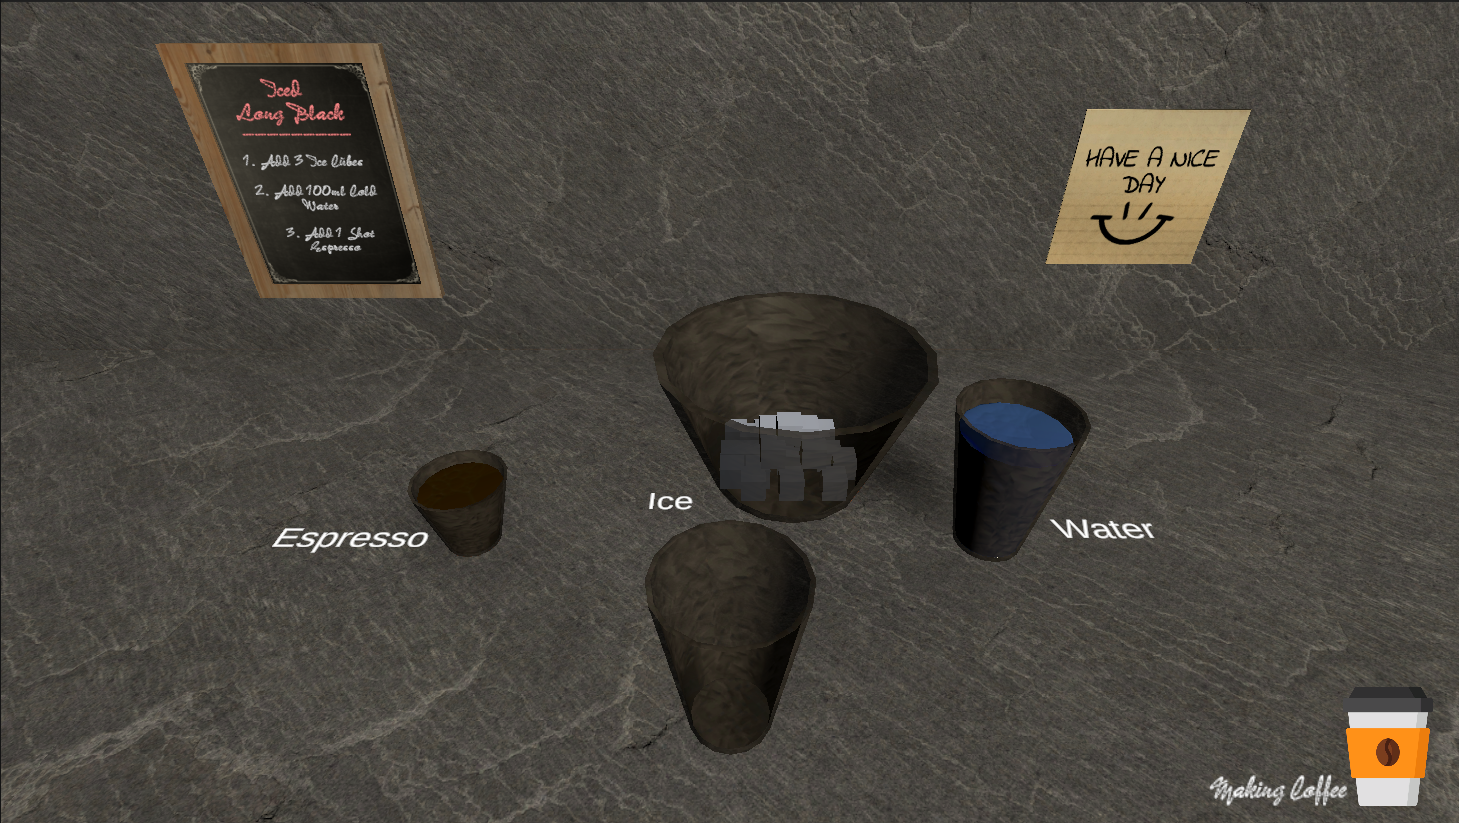 Iced
Long Black
--------------------
1. Add 3 Ice Cubes
2. Add 100ml Cold
Water
3. Add 1 Shot
Espresso
HAVE A NICE
DAY
Ice
Espresso
Water
Making Coffee